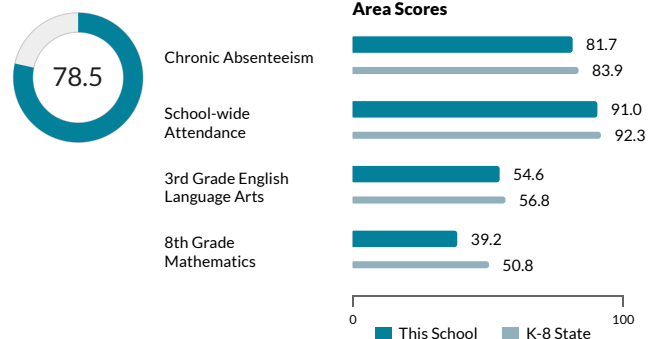 78.5
Area Scores
Chronic Absenteeism
81.7
83.9
School-wide
Attendance
91.0
92.3
3rd Grade English
Language Arts
54.6
56.8
8th Grade
Mathematics
39.2
50.8
0
100
This School
K-8 State